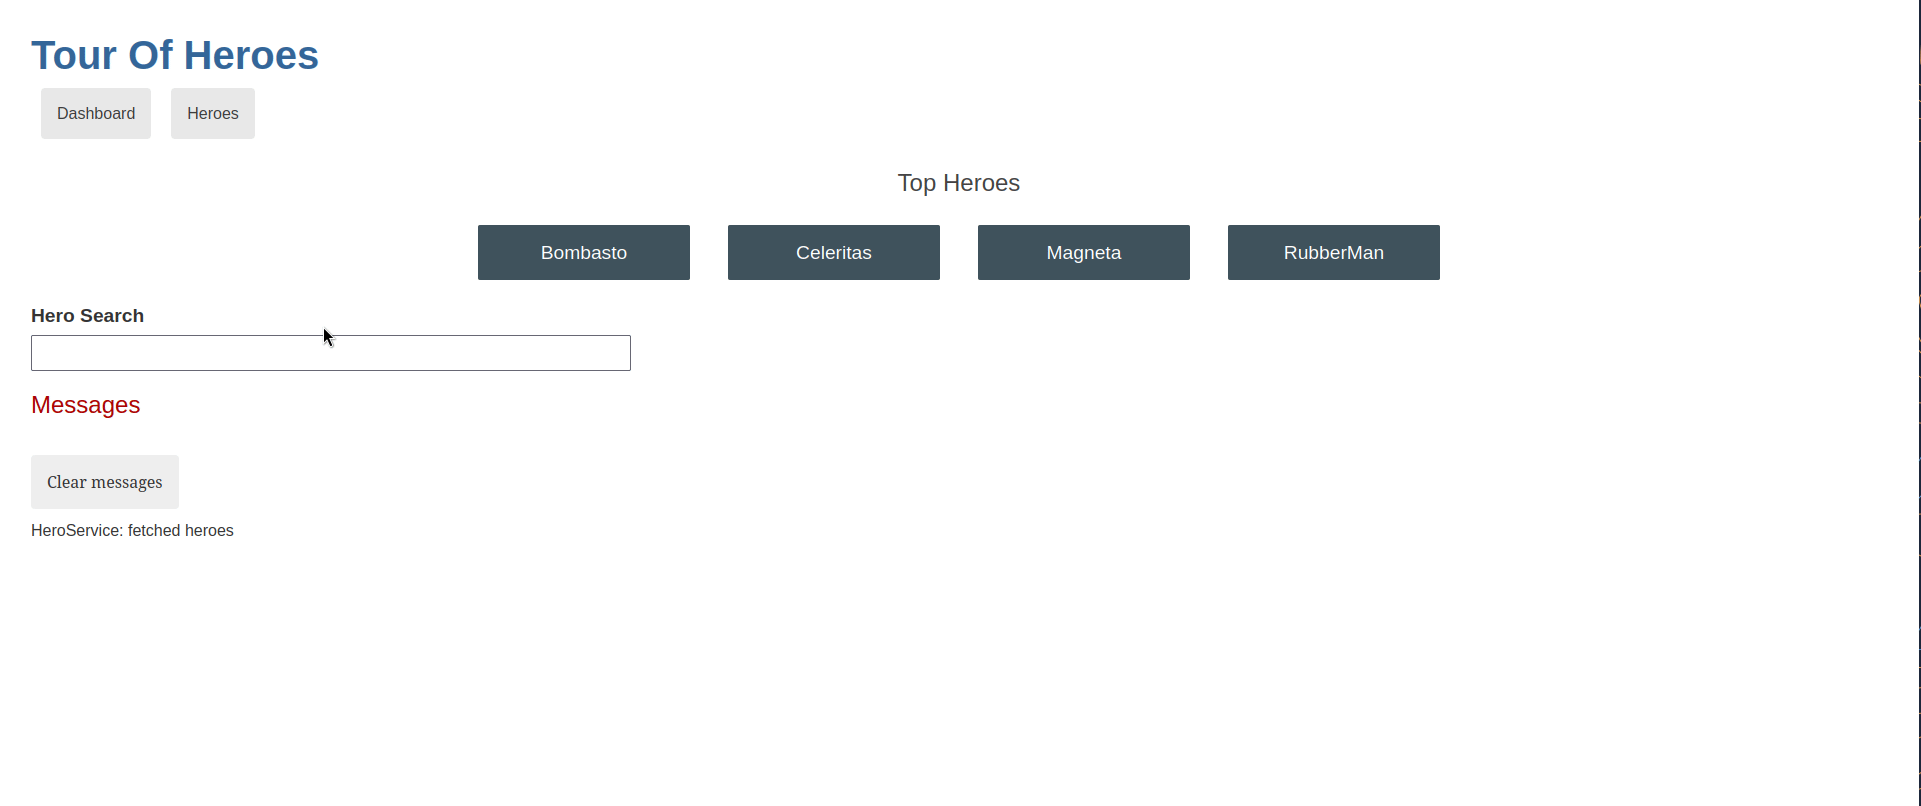 Tour Of Heroes
Dashboard Heroes
Top Heroes
Bombasto Celeritas Magneta RubberMan
Hero Search
Messages
Clear messages
HeroService: fetched heroes